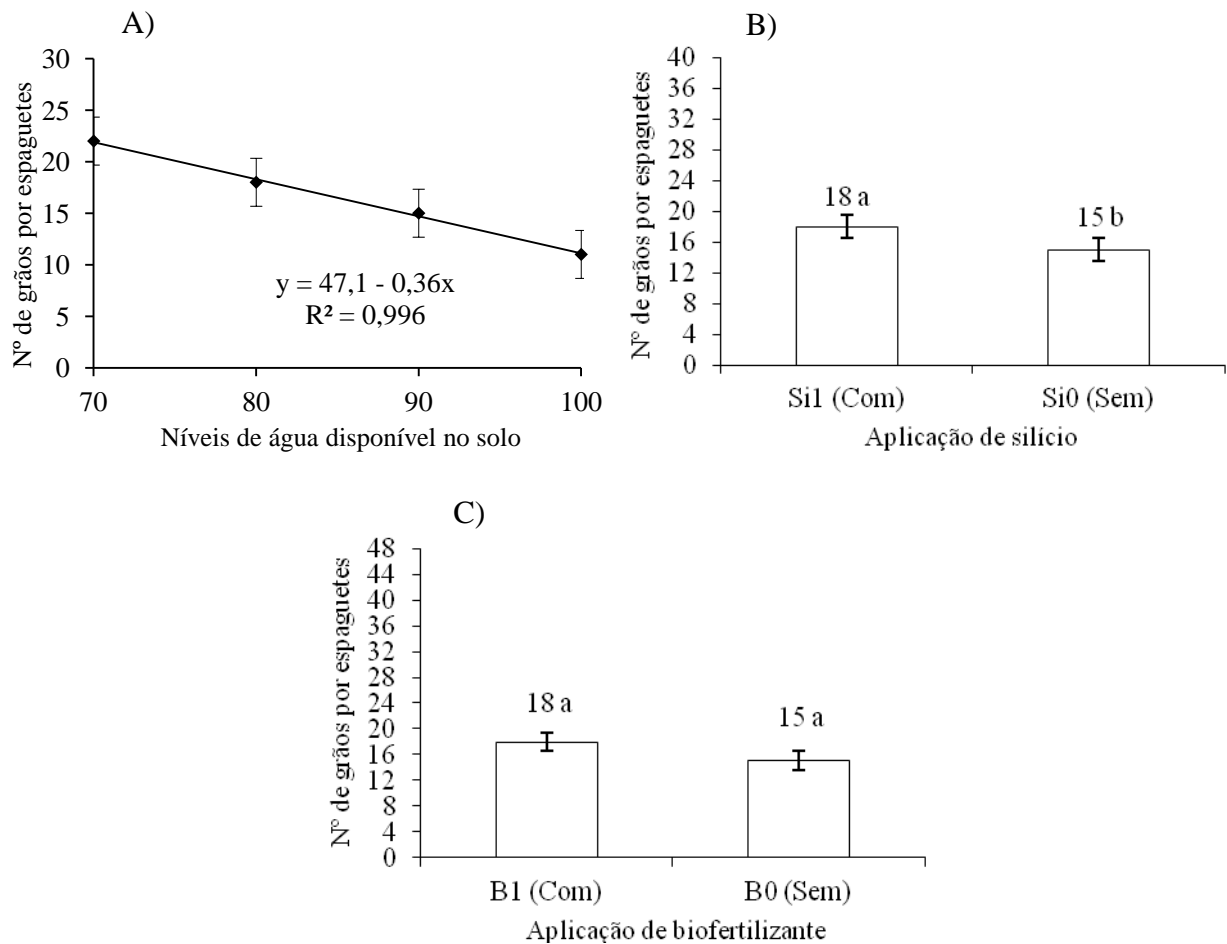 A)
Nº de grãos por espaguetes
30
25
20
15
10
5
0
y = 47,1 - 0,36x
R² = 0,996
70 80 90 100
Níveis de água disponível no solo
B)
Nº de grãos por espaguetes
40
36
32
28
24
20
16
12
8
4
0
18 a
15 b
Si1 (Com) Si0 (Sem)
Aplicação de silício
C)
Nº de grãos por espaguetes
48
44
40
36
32
28
24
20
16
12
8
4
0
18 a
15 a
B1 (Com) B0 (Sem)
Aplicação de biofertilizante